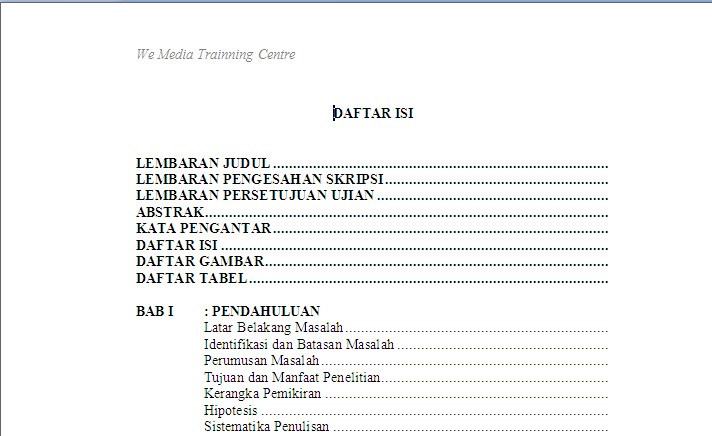 We Media Trainning Centre
DAFTAR ISI
LEMBARAN JUDUL ................................................................................
LEMBARAN PENGESAHAN SKRIPSI.....................................................
LEMBARAN PERSETUJUAN UJIAN .......................................................
ABSTRAK................................................................................................
KATA PENGANTAR................................................................................
DAFTAR ISI ............................................................................................
DAFTAR GAMBAR..................................................................................
DAFTAR TABEL ......................................................................................
BAB I : PENDAHULUAN
Latar Belakang Masalah ...............................................................
Identifikasi dan Batasan Masalah ...................................................
Perumusan Masalah .....................................................................
Tujuan dan Manfaat Penelitian.......................................................
Kerangka Pemikiran ....................................................................
Hipotesis ...................................................................................
Sistematika Penulisan ..................................................................